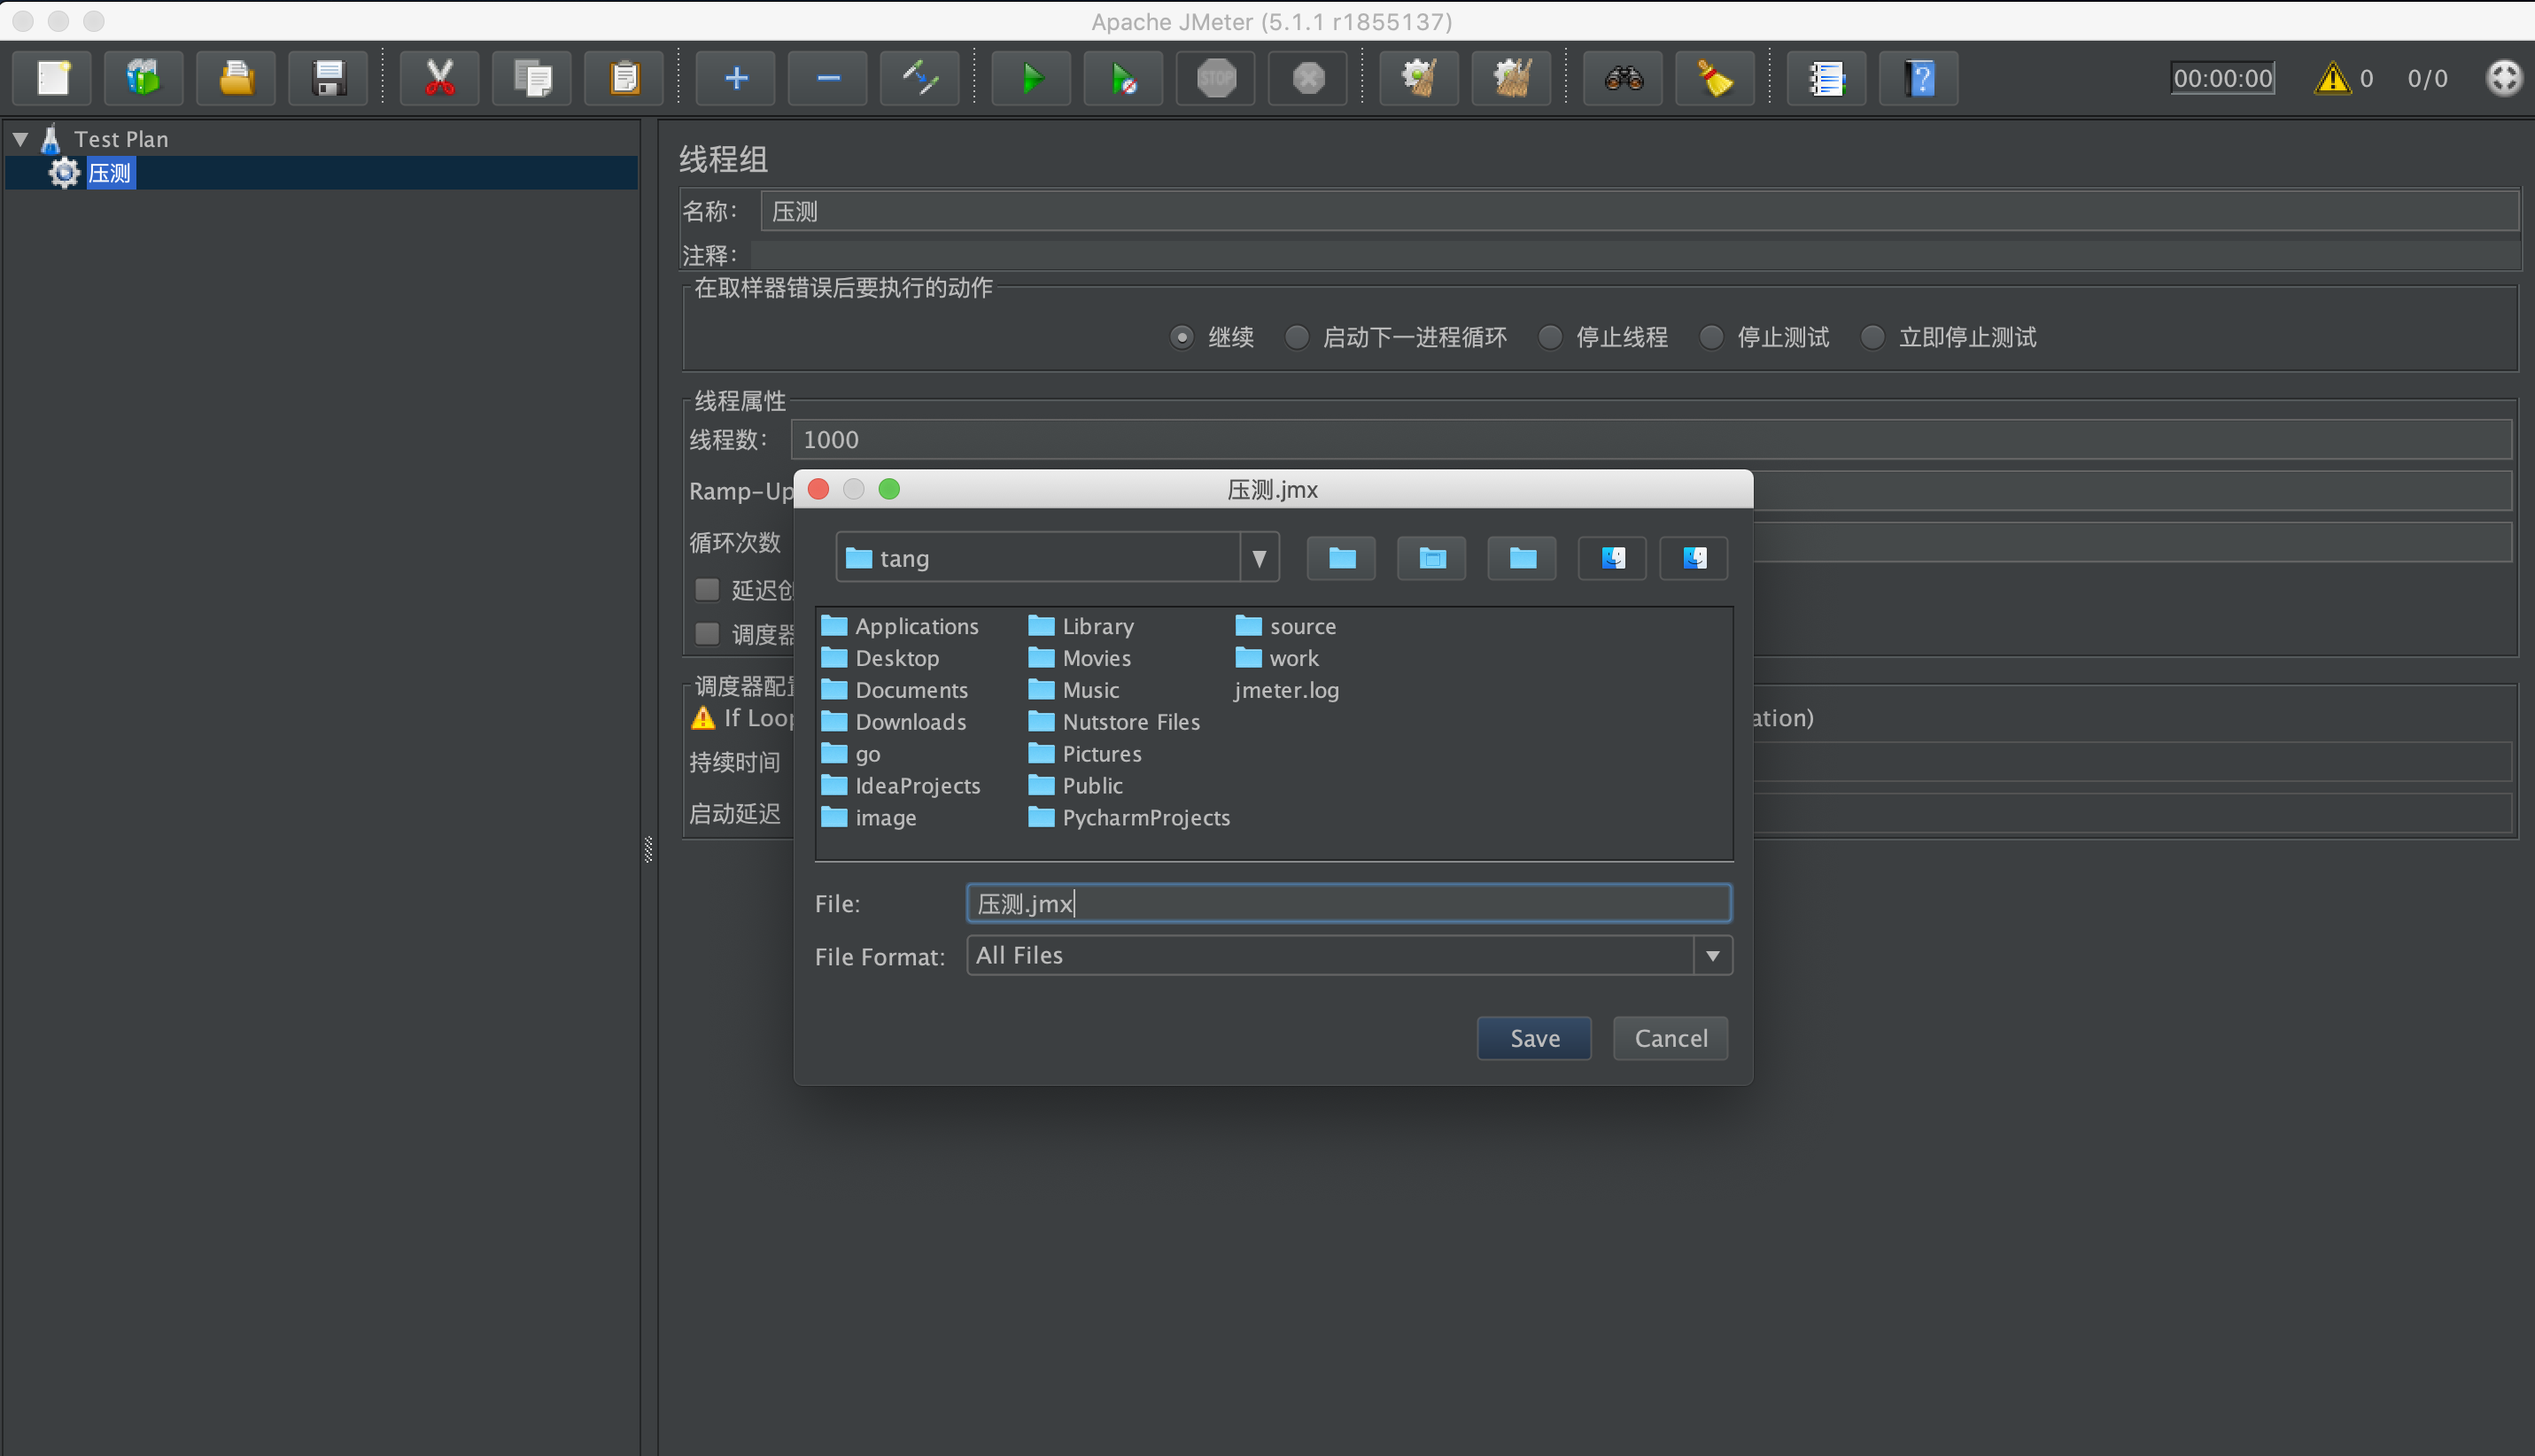 Apache JMeter (5.1.1 r1855137)
STOP
00:00:00
0
0/0
Test Plan
压测
线程组
名称：
压测
注释：
在取样器错误后要执行的动作
继续
启动下一进程循环
停止线程
停止测试
立即停止测试
线程属性
线程数：
1000
Ramp-Up
循环次数
延迟创
调度器
调度器配置
If Loop
ation)
持续时间
启动延迟
压测.jmx
tang
Applications
Library
source
Desktop
Movies
work
Documents
Music
jmeter.log
Downloads
Nutstore Files
go
Pictures
IdeaProjects
Public
image
PycharmProjects
File:
压测.jmx
File Format:
All Files
Save
Cancel